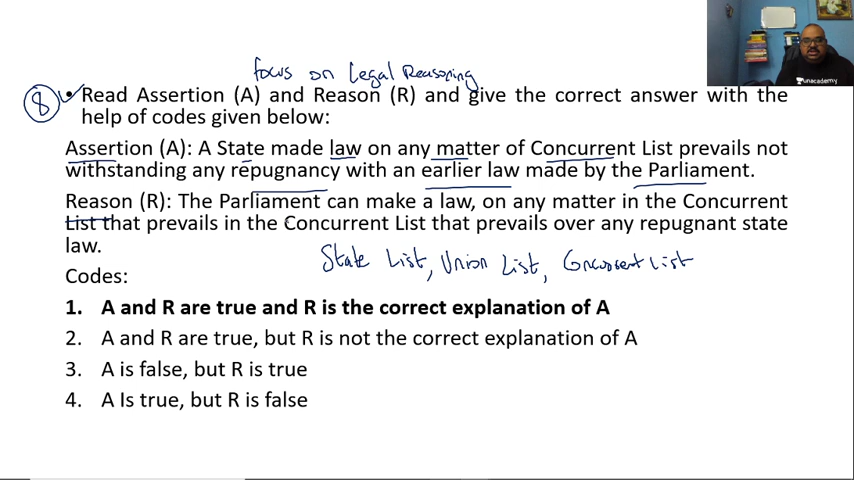 focus on Legal Reasoning
unacademy
8 • Read Assertion (A) and Reason (R) and give the correct answer with the
help of codes given below:
Assertion (A): A State made law on any matter of Concurrent List prevails not
withstanding any repugnancy with an earlier law made by the Parliament.
Reason (R): The Parliament can make a law, on any matter in the Concurrent
List that prevails in the Concurrent List that prevails over any repugnant state
law.
State List, Union List, Concurrent List
Codes:
1. A and R are true and R is the correct explanation of A
2. A and R are true, but R is not the correct explanation of A
3. A is false, but R is true
4. A Is true, but R is false